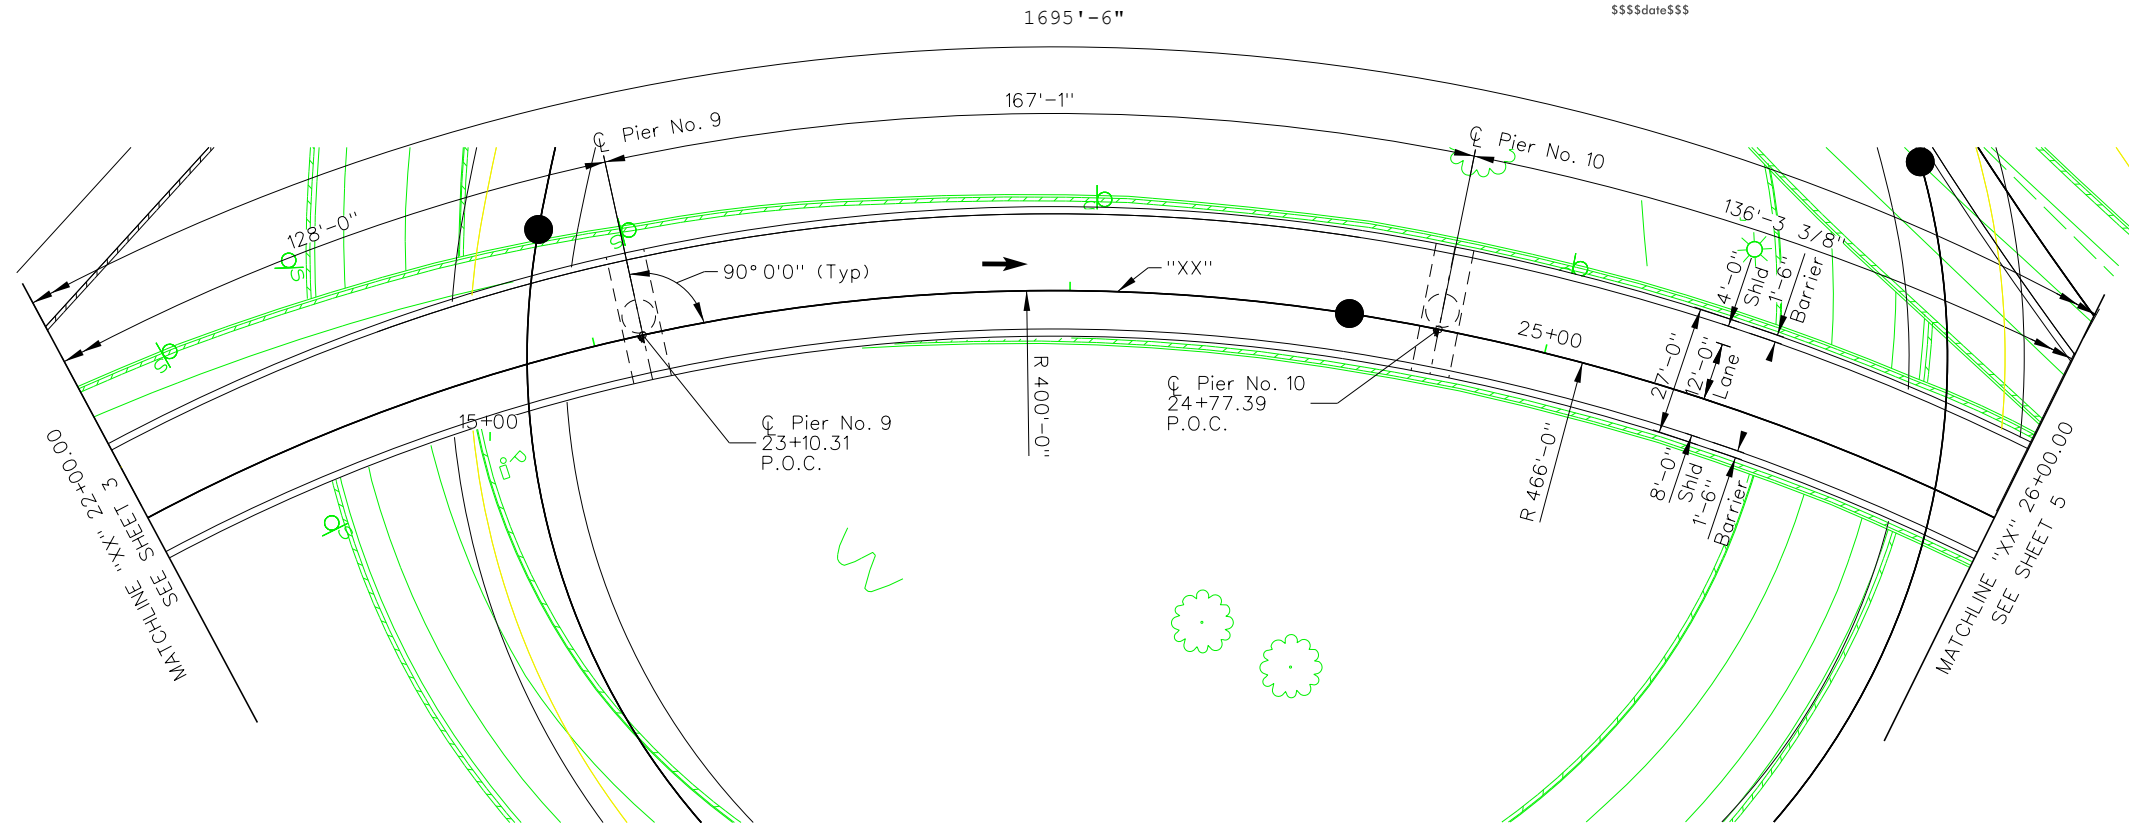 1695'-6"
$$$$date$$$
167'-1"
℄ Pier No. 9
℄ Pier No. 10
128'-0"
136'-3 3/8"
90°0'0" (Typ)
"XX"
4'-0"
Shld
1'-6"
Barrier
25+00
27'-0"
12'-0"
Lane
R 400'-0"
℄ Pier No. 10
24+77.39
P.O.C.
15+00
℄ Pier No. 9
23+10.31
P.O.C.
R 466'-0"
8'-0"
Shld
1'-6"
Barrier
MATCHLINE "XX" 22+00.00
SEE SHEET 3
MATCHLINE "XX" 26+00.00
SEE SHEET 5